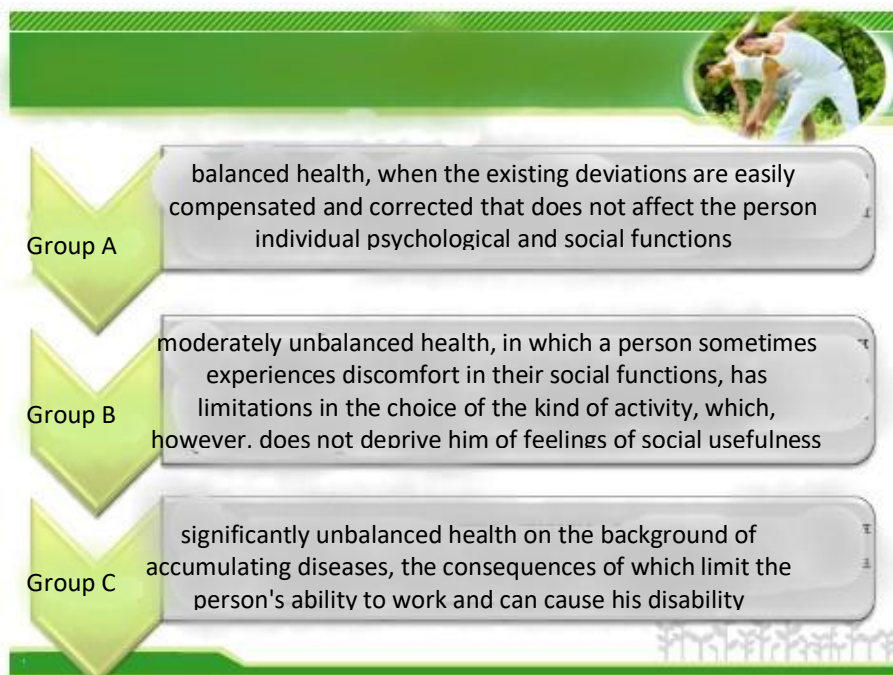 Group A
balanced health, when the existing deviations are easily
compensated and corrected that does not affect the person
individual psychological and social functions
Group B
moderately unbalanced health, in which a person sometimes
experiences discomfort in their social functions, has
limitations in the choice of the kind of activity, which,
however, does not deprive him of feelings of social usefulness
Group C
significantly unbalanced health on the background of
accumulating diseases, the consequences of which limit the
person's ability to work and can cause his disability